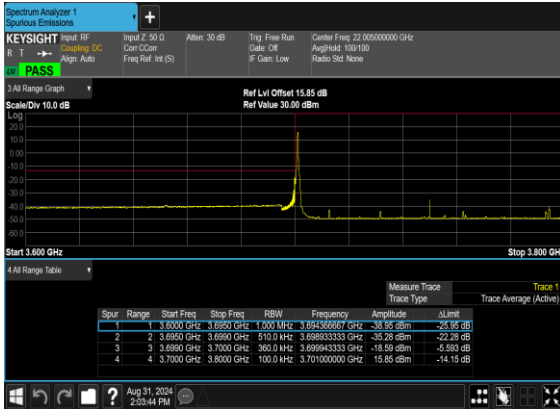 Spectrum Analyzer 1
Spurious Emissions
KEYSIGHT Input: RF Input Z: 50 Ω Atten: 30 dB Trig: Free Run Center Freq: 22.005000000 GHz
R T Coupling: DC Corr CCorr Gate: Off Avg|Hold: 100/100
Align: Auto Freq Ref: Int (S) IF Gain: Low Radio Std: None
PASS
3 All Range Graph
Ref Lvl Offset 15.85 dB
Scale/Div 10.0 dB Ref Value 30.00 dBm
Log
20.0
10.0
0.00
-10.0
-20.0
-30.0
-40.0
-50.0
-60.0
Start 3.600 GHz Stop 3.800 GH
4 All Range Table
Measure Trace Trace 1
Trace Type Trace Average (Active)
Spur Range Start Freq Stop Freq RBW Frequency Amplitude ΔLimit
1 1 3.6000 GHz 3.6950 GHz 1.000 MHz 3.694366667 GHz -38.95 dBm -25.95 dB
2 2 3.6950 GHz 3.6990 GHz 510.0 kHz 3.698933333 GHz -35.28 dBm -22.28 dB
3 3 3.6990 GHz 3.7000 GHz 360.0 kHz 3.699943333 GHz -18.59 dBm -5.593 dB
4 4 3.7000 GHz 3.8000 GHz 100.0 kHz 3.701000000 GHz 15.85 dBm -14.15 dB
Aug 31, 2024
2:03:44 PM